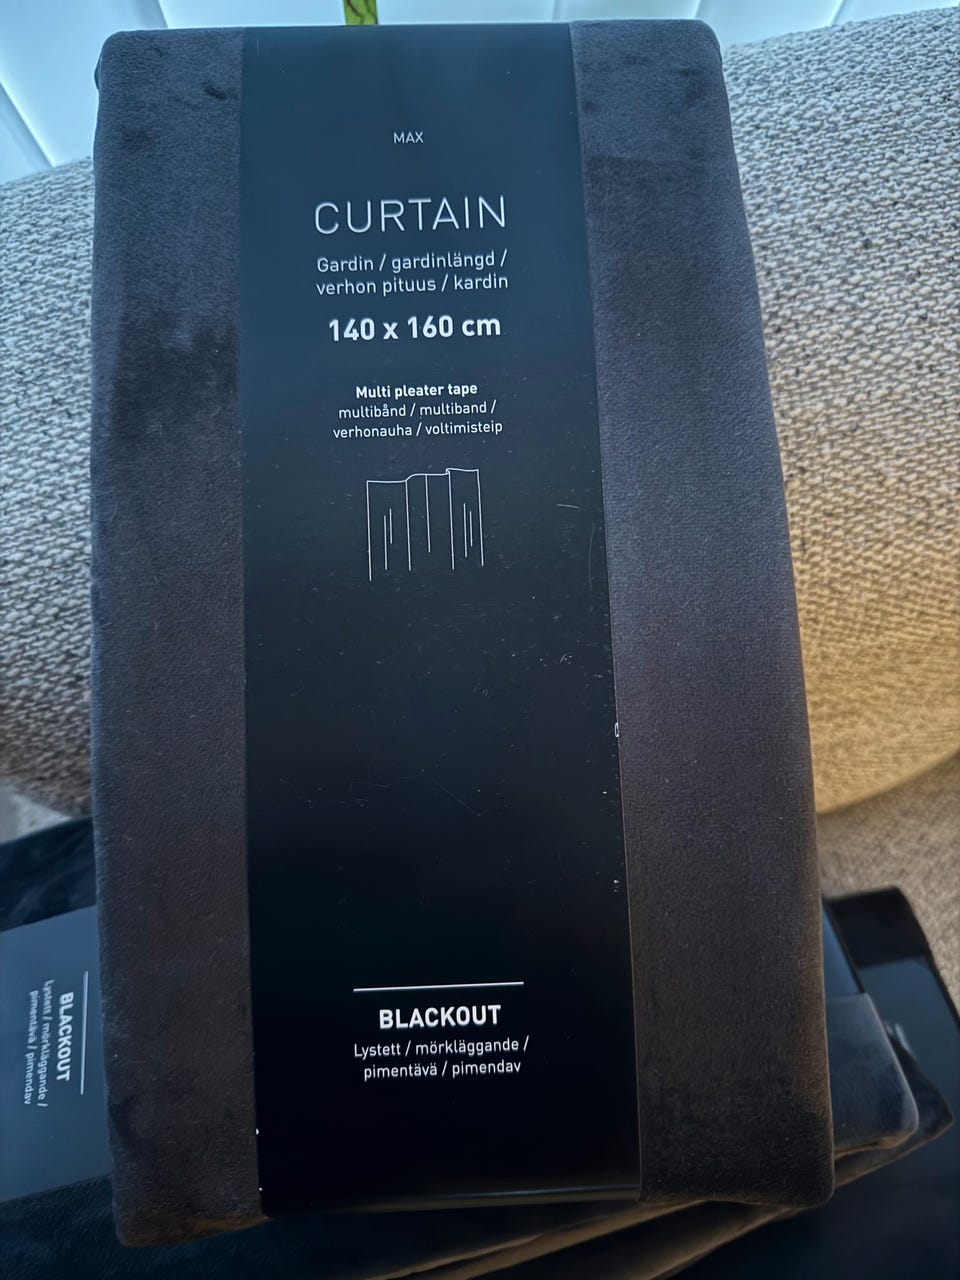 MAX
CURTAIN
Gardin / gardinlängd /
verhon pituus / kardin
140 x 160 cm
Multi pleater tape
multibånd / multiband /
verhonauha / voltimisteip
BLACKOUT
Lystett / mörkläggande /
pimentävä / pimendav
BLACKOUT
Lystett / mörkläggande /
pimentävä / pimendav